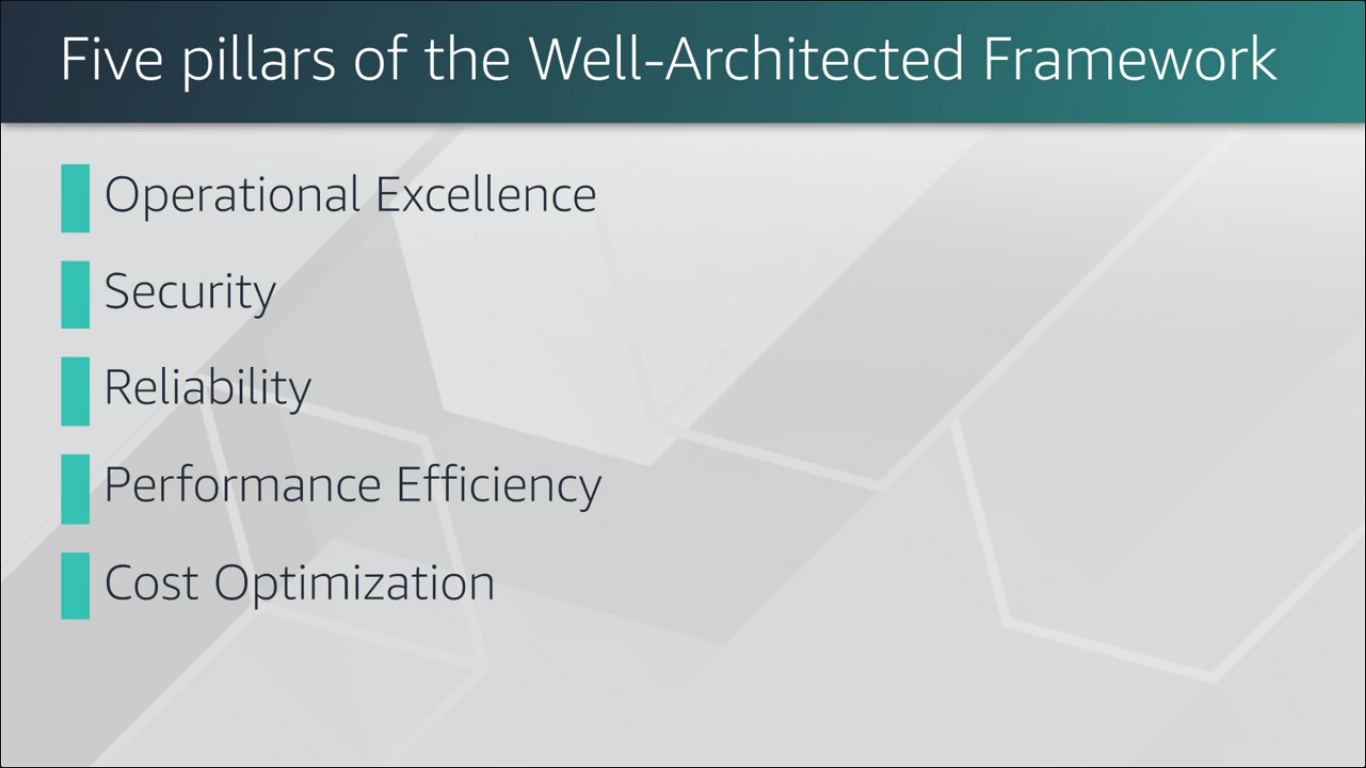 Five pillars of the Well-Architected Framework
Operational Excellence
Security
Reliability
Performance Efficiency
Cost Optimization